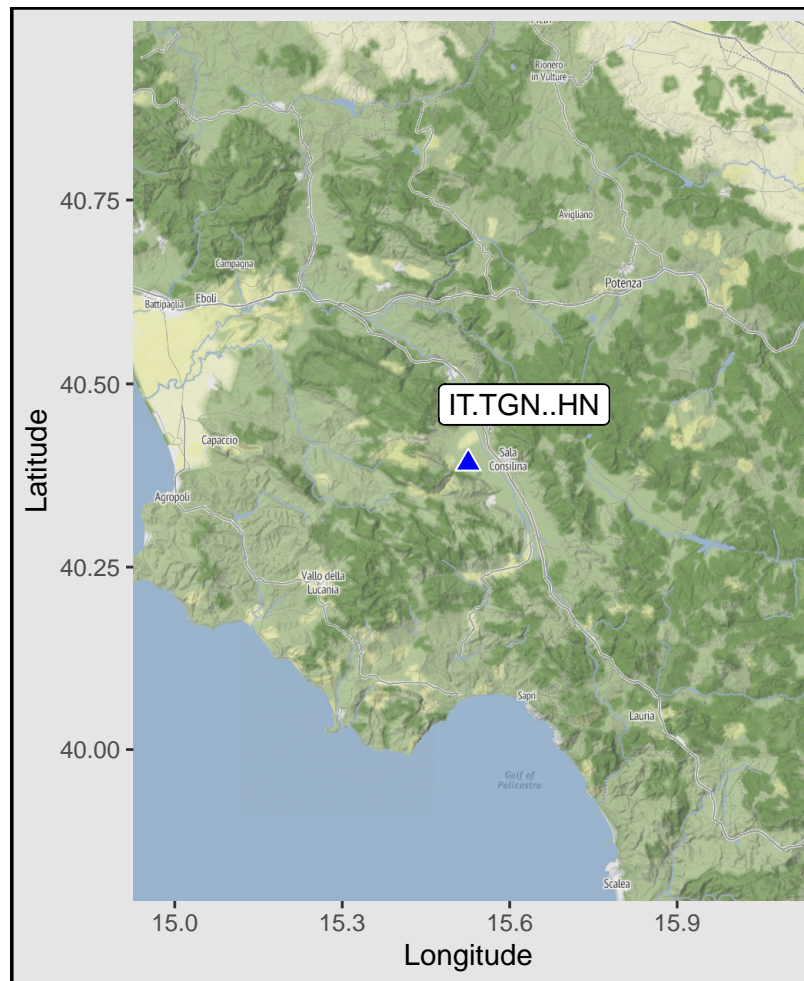 Rionero
in Vulture
40.75
Avigliano
Campagna
Potenza
Eboli
Battipaglia
40.50
IT.TGN..HN
Latitude
Capaccio
Sala
Consilina
Agropoli
40.25
Vallo della
Lucania
Sapri
Lauria
40.00
Gulf of
Policastro
Scalea
15.0
15.3
15.6
15.9
Longitude